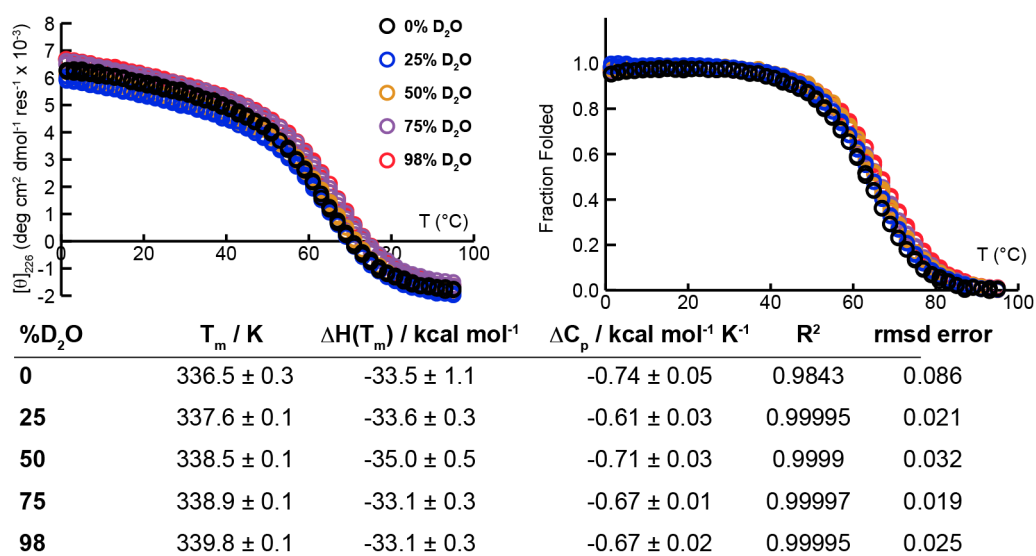 8
7
6
5
4
3
2
1
0
-1
-2
[θ]₂₂₆ (deg cm² dmol⁻¹ res⁻¹ x 10⁻³)
0% D₂O
25% D₂O
50% D₂O
75% D₂O
98% D₂O
T (°C)
0 20 40 60 80 100
1.0
0.8
0.6
0.4
0.2
0.0
Fraction Folded
T (°C)
0 20 40 60 80 100
%D₂O Tₘ / K ΔH(Tₘ) / kcal mol⁻¹ ΔCₚ / kcal mol⁻¹ K⁻¹ R² rmsd error
0 336.5 ± 0.3 -33.5 ± 1.1 -0.74 ± 0.05 0.9843 0.086
25 337.6 ± 0.1 -33.6 ± 0.3 -0.61 ± 0.03 0.99995 0.021
50 338.5 ± 0.1 -35.0 ± 0.5 -0.71 ± 0.03 0.9999 0.032
75 338.9 ± 0.1 -33.1 ± 0.3 -0.67 ± 0.01 0.99997 0.019
98 339.8 ± 0.1 -33.1 ± 0.3 -0.67 ± 0.02 0.99995 0.025